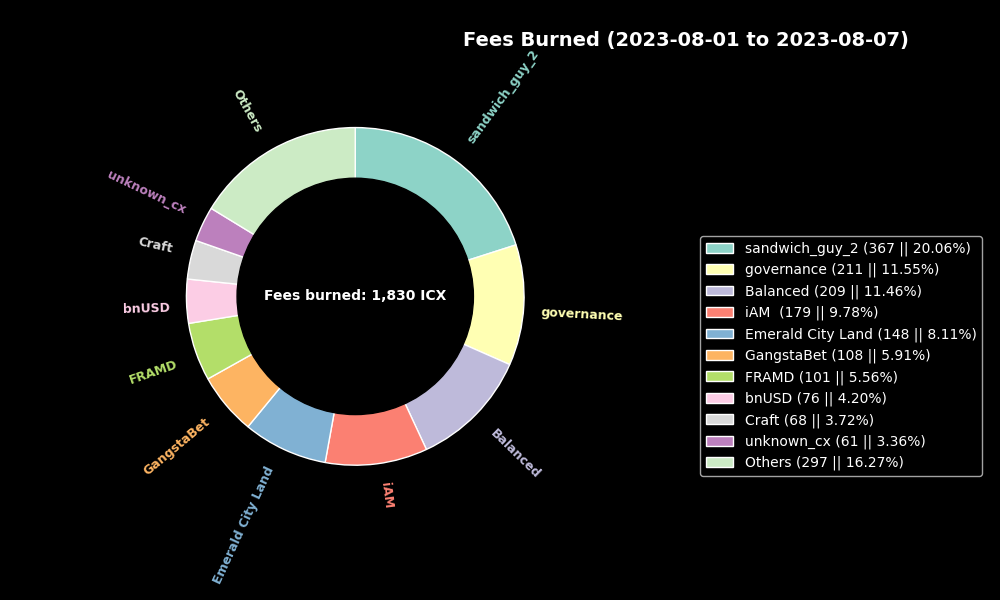 Fees Burned (2023-08-01 to 2023-08-07)
sandwich_guy_2
Others
unknown_cx
Craft
bnUSD
FRAMD
GangstaBet
Emerald City Land
iAM
Balanced
governance
Fees burned: 1,830 ICX
sandwich_guy_2 (367 || 20.06%)
governance (211 || 11.55%)
Balanced (209 || 11.46%)
iAM  (179 || 9.78%)
Emerald City Land (148 || 8.11%)
GangstaBet (108 || 5.91%)
FRAMD (101 || 5.56%)
bnUSD (76 || 4.20%)
Craft (68 || 3.72%)
unknown_cx (61 || 3.36%)
Others (297 || 16.27%)